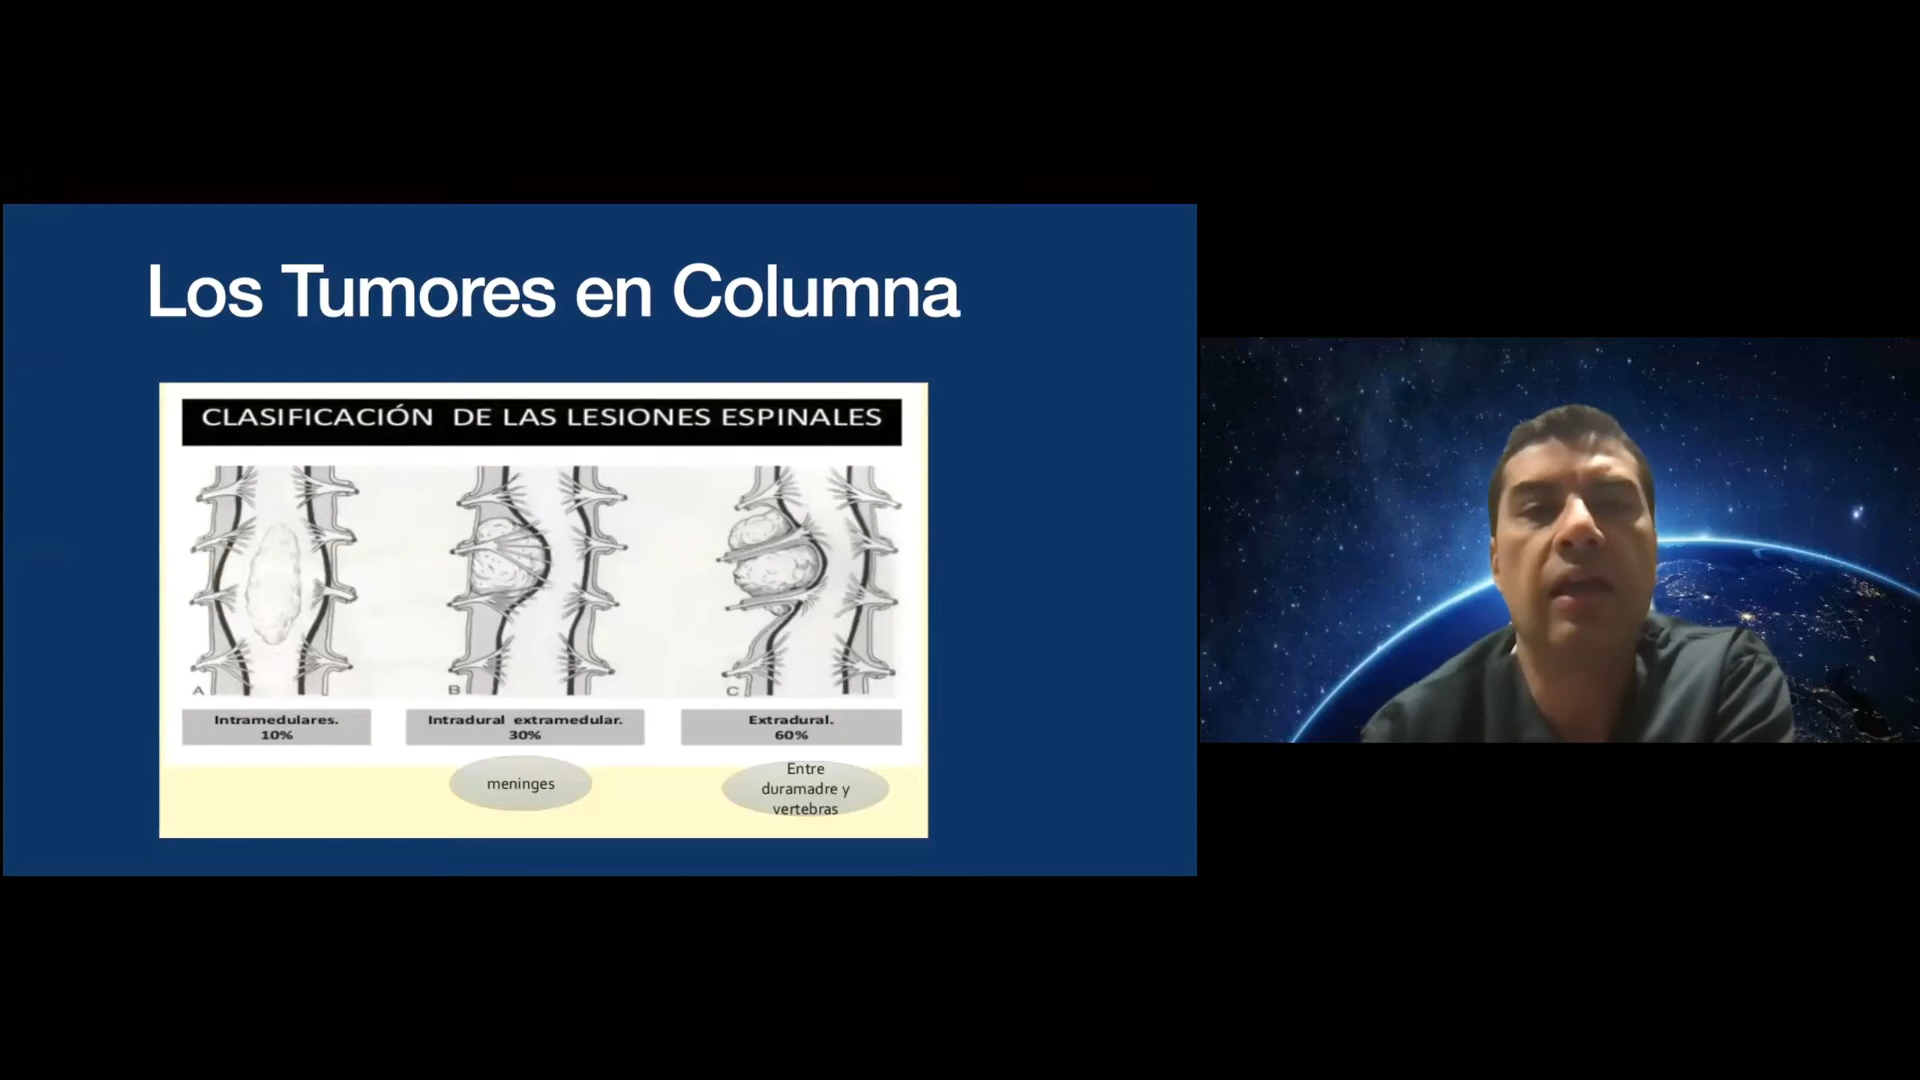 Los Tumores en Columna
CLASIFICACIÓN DE LAS LESIONES ESPINALES
A
B
C
Intramedulares.
10%
Intradural extramedular.
30%
Extradural.
60%
meninges
Entre
duramadre y
vertebras